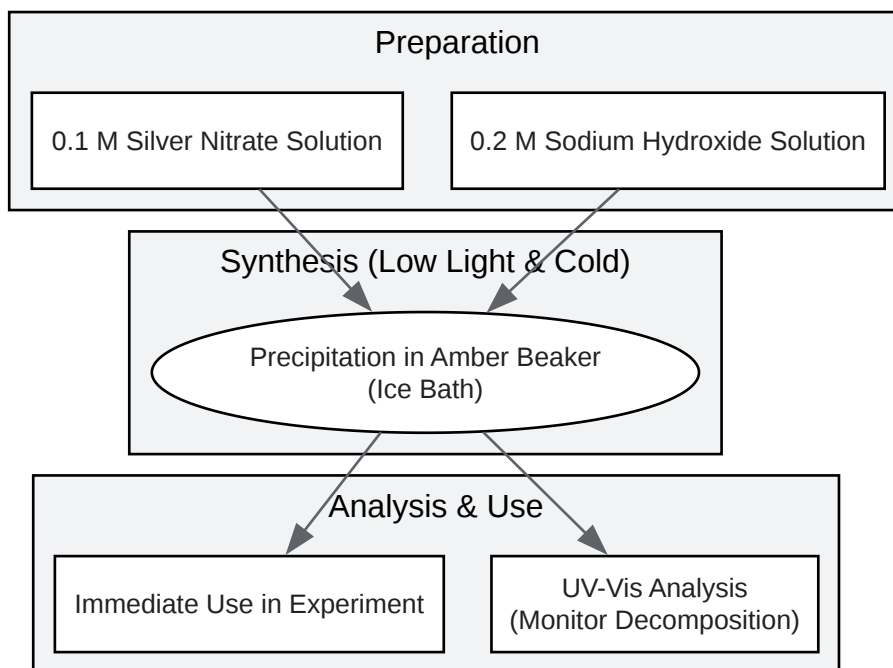 Preparation
0.1 M Silver Nitrate Solution
0.2 M Sodium Hydroxide Solution
Synthesis (Low Light & Cold)
Precipitation in Amber Beaker
(Ice Bath)
Analysis & Use
Immediate Use in Experiment
UV-Vis Analysis
(Monitor Decomposition)